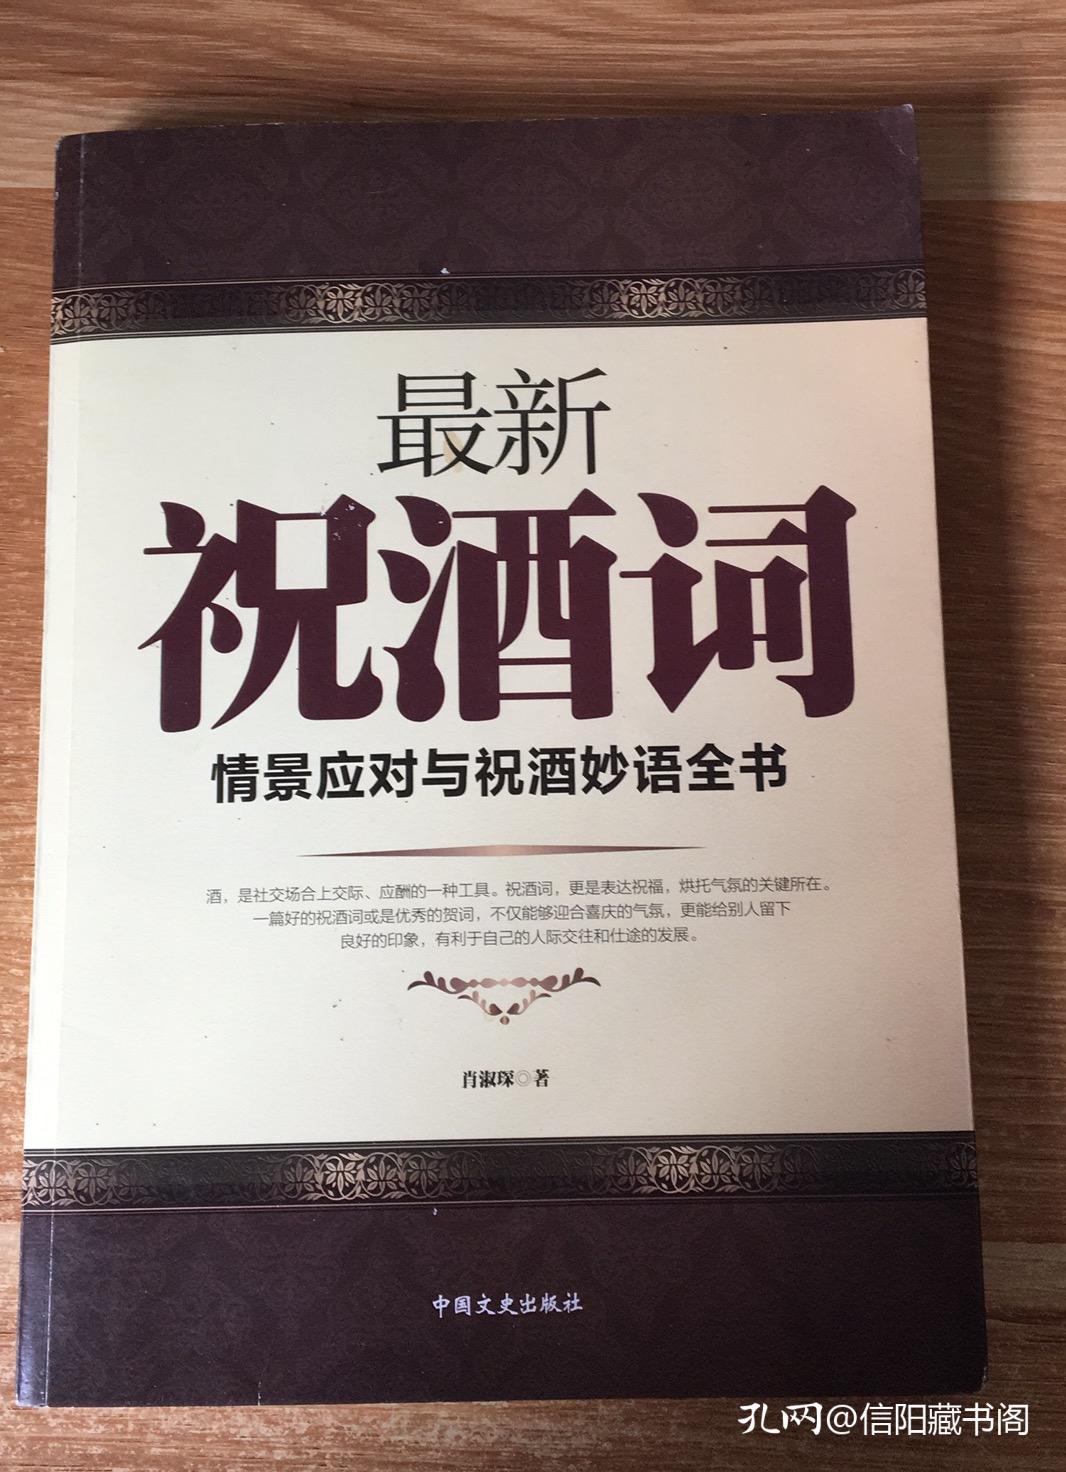 最新
祝酒词
情景应对与祝酒妙语全书
酒，是社交场合上交际、应酬的一种工具。祝酒词，更是表达祝福，烘托气氛的关键所在。
一篇好的祝酒词或是优秀的贺词，不仅能够迎合喜庆的气氛，更能给别人留下
良好的印象，有利于自己的人际交往和仕途的发展。
肖淑琛◎著
中国文史出版社
孔网@信阳藏书阁